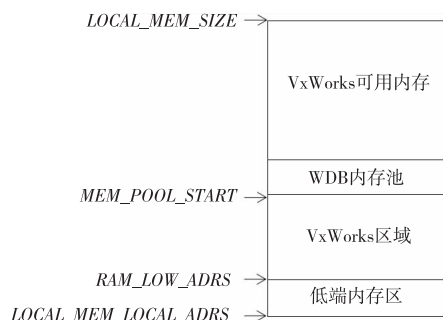 LOCAL_MEM_SIZE
VxWorks可用内存
WDB内存池
MEM_POOL_START
VxWorks区域
RAM_LOW_ADRS
低端内存区
LOCAL_MEM_LOCAL_ADRS